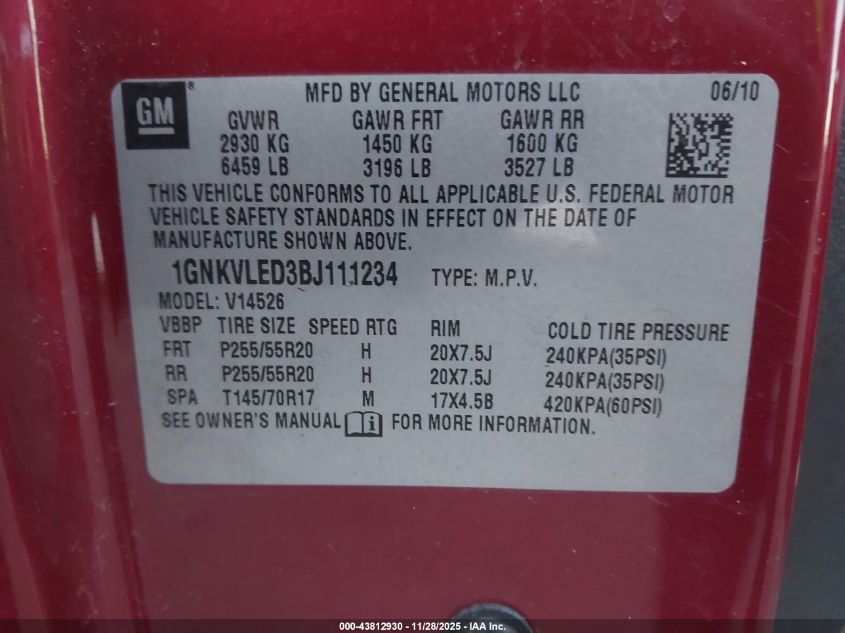 GM ® MFD BY GENERAL MOTORS LLC 06/10
GVWR GAWR FRT GAWR RR
2930 KG 1450 KG 1600 KG
6459 LB 3196 LB 3527 LB
THIS VEHICLE CONFORMS TO ALL APPLICABLE U.S. FEDERAL MOTOR
VEHICLE SAFETY STANDARDS IN EFFECT ON THE DATE OF
MANUFACTURE SHOWN ABOVE.
1GNKVLED3BJ111234 TYPE: M.P.V.
MODEL: V14526
VBBP TIRE SIZE SPEED RTG RIM COLD TIRE PRESSURE
FRT P255/55R20 H 20X7.5J 240KPA(35PSI)
RR P255/55R20 H 20X7.5J 240KPA(35PSI)
SPA T145/70R17 M 17X4.5B 420KPA(60PSI)
SEE OWNER'S MANUAL i FOR MORE INFORMATION.
000-43812930 - 11/28/2025 - IAA Inc.